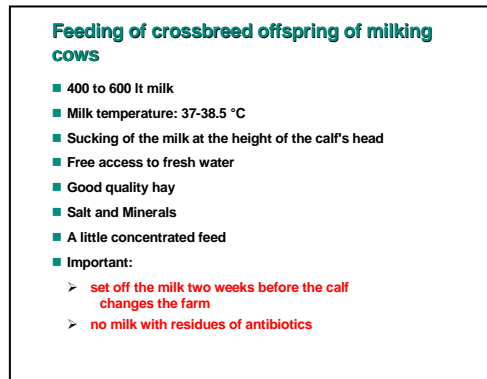 Feeding of crossbreed offspring of milking
cows
■ 400 to 600 lt milk
■ Milk temperature: 37-38.5 °C
■ Sucking of the milk at the height of the calf's head
■ Free access to fresh water
■ Good quality hay
■ Salt and Minerals
■ A little concentrated feed
■ Important:
➢ set off the milk two weeks before the calf
changes the farm
➢ no milk with residues of antibiotics